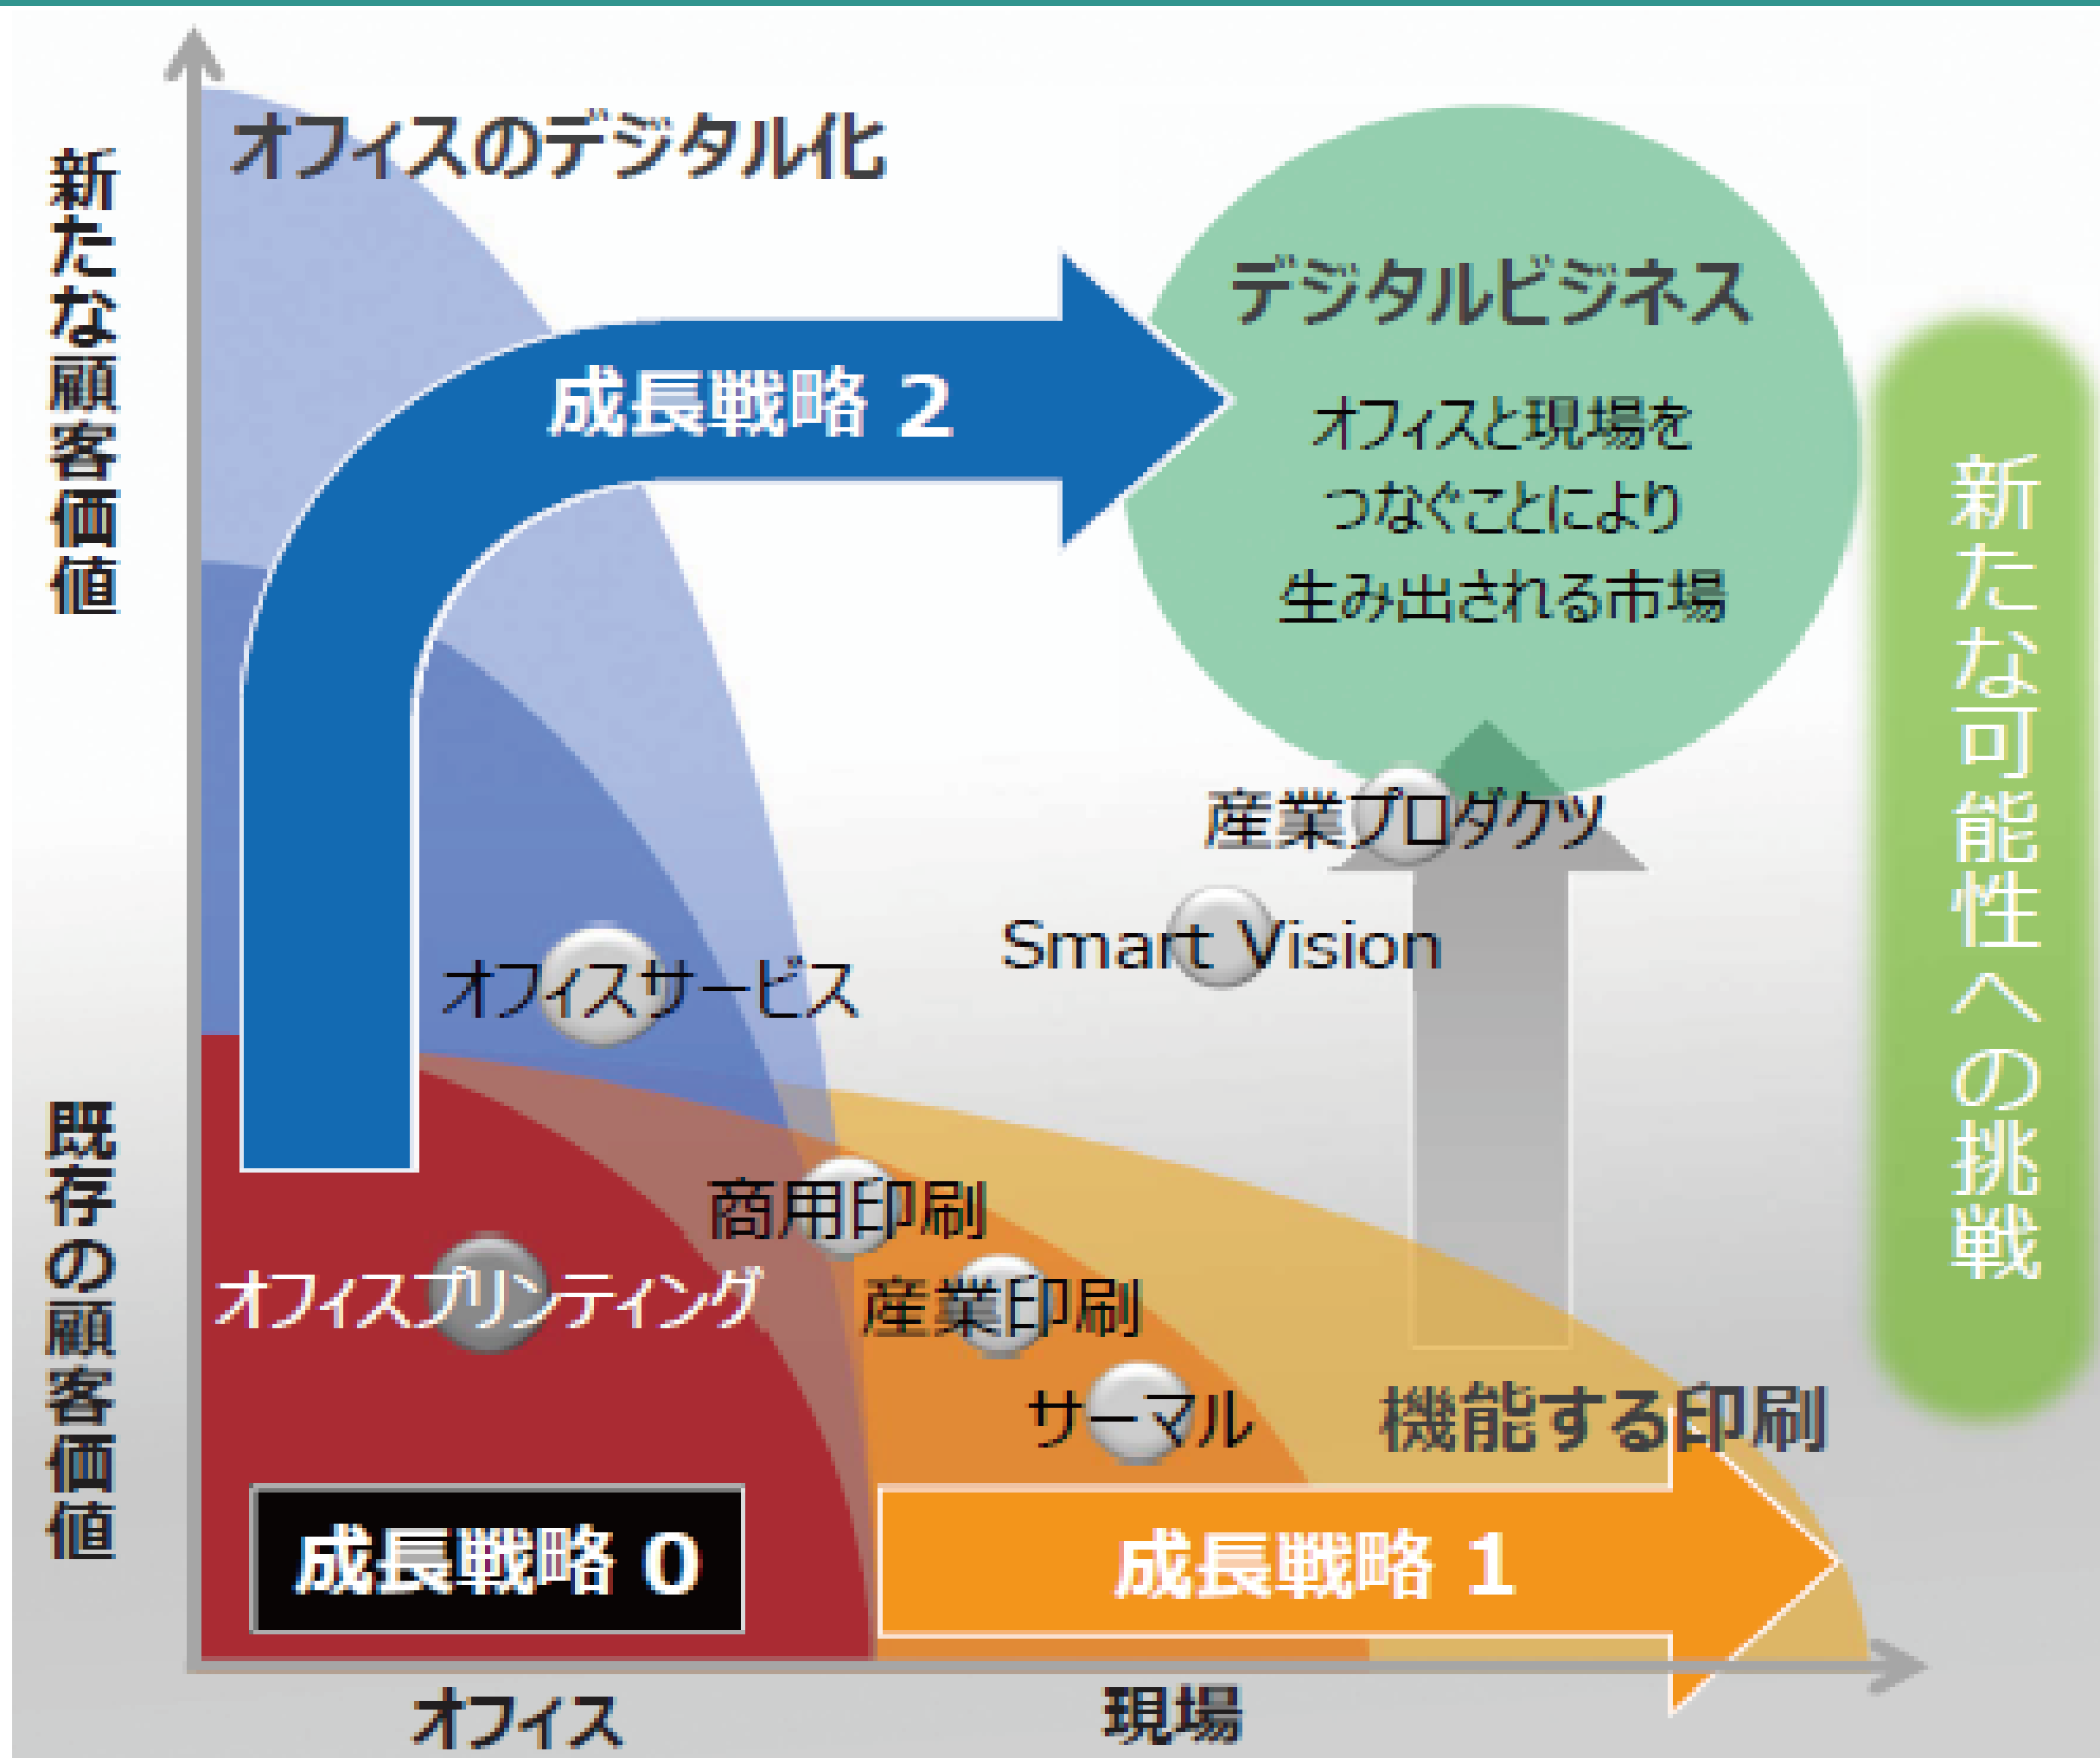 新たな顧客価値
既存の顧客価値
オフィスのデジタル化
成長戦略 2
デジタルビジネス
オフィスと現場を
つなぐことにより
生み出される市場
産業プロダクツ
Smart Vision
オフィスサービス
商用印刷
オフィスプリンティング
産業印刷
サーマル
機能する印刷
成長戦略 0
成長戦略 1
オフィス
現場
新たな可能性への挑戦